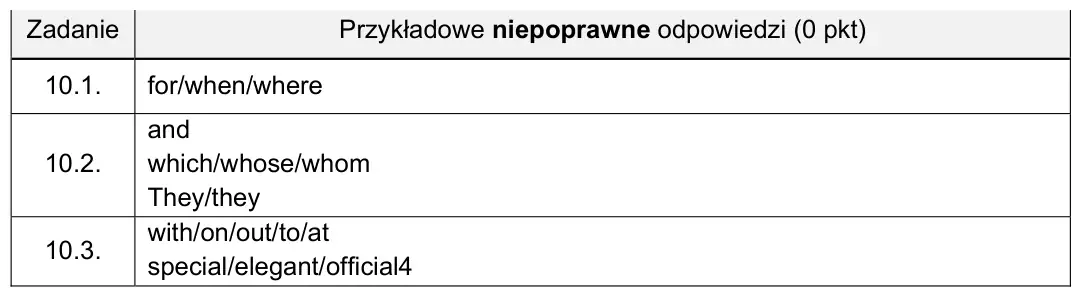 Zadanie Przykładowe niepoprawne odpowiedzi (0 pkt)
10.1. for/when/where
and
10.2. which/whose/whom
They/they
10.3. with/on/out/to/at
special/elegant/official4